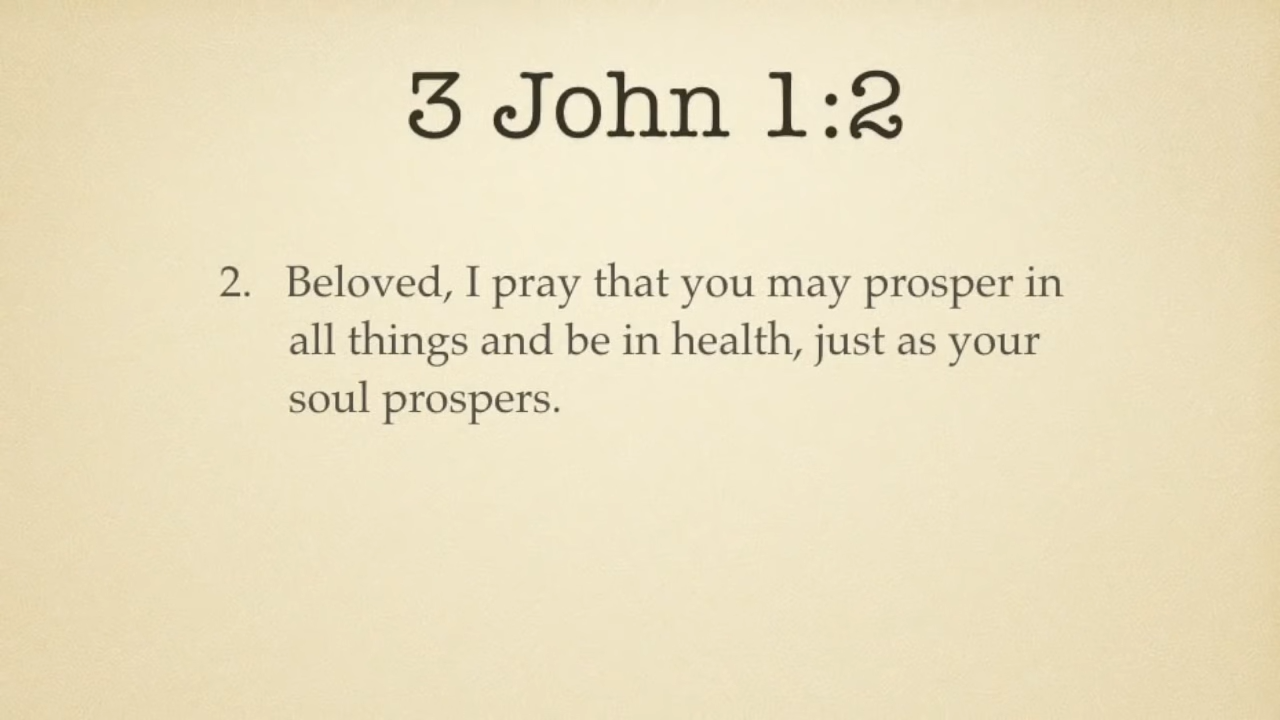 3 John 1:2
2. Beloved, I pray that you may prosper in
all things and be in health, just as your
soul prospers.